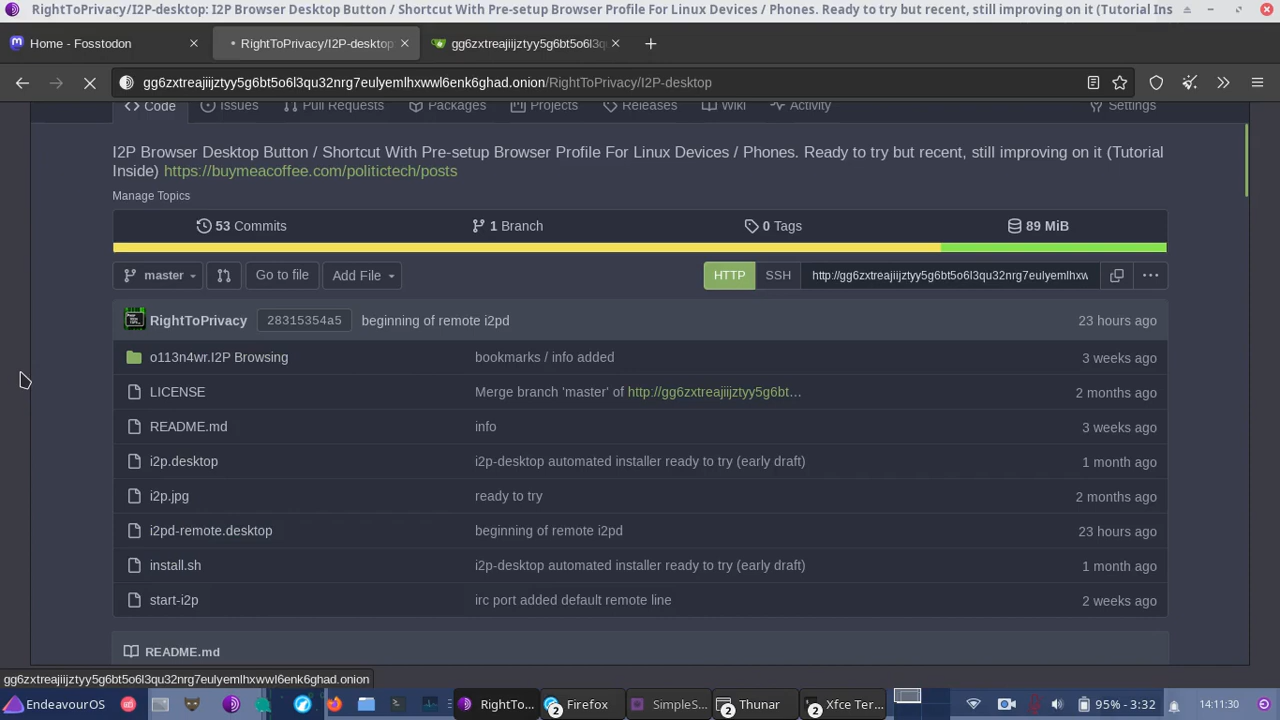 RightToPrivacy/I2P-desktop: I2P Browser Desktop Button / Shortcut With Pre-setup Browser Profile For Linux Devices / Phones. Ready to try but recent, still improving on it (Tutorial Ins
Home - Fosstodon
RightToPrivacy/I2P-desktop
gg6zxtreajiijztyy5g6bt5o6l3q
gg6zxtreajiijztyy5g6bt5o6l3qu32nrg7eulyemlhxwwl6enk6ghad.onion/RightToPrivacy/I2P-desktop
Code Issues Pull Requests Packages Projects Releases Wiki Activity Settings
I2P Browser Desktop Button / Shortcut With Pre-setup Browser Profile For Linux Devices / Phones. Ready to try but recent, still improving on it (Tutorial
Inside) https://buymeacoffee.com/politictech/posts
Manage Topics
53 Commits 1 Branch 0 Tags 89 MiB
master Go to file Add File HTTP SSH http://gg6zxtreajiijztyy5g6bt5o6l3qu32nrg7eulyemlhxw
RightToPrivacy 28315354a5 beginning of remote i2pd 23 hours ago
o113n4wr.I2P Browsing bookmarks / info added 3 weeks ago
LICENSE Merge branch 'master' of http://gg6zxtreajiijztyy5g6bt... 2 months ago
README.md info 3 weeks ago
i2p.desktop i2p-desktop automated installer ready to try (early draft) 1 month ago
i2p.jpg ready to try 2 months ago
i2pd-remote.desktop beginning of remote i2pd 23 hours ago
install.sh i2p-desktop automated installer ready to try (early draft) 1 month ago
start-i2p irc port added default remote line 2 weeks ago
README.md
gg6zxtreajiijztyy5g6bt5o6l3qu32nrg7eulyemlhxwwl6enk6ghad.onion
EndeavourOS RightTo... 2 Firefox SimpleS... 2 Thunar 2 Xfce Ter... 95% - 3:32 14:11:30